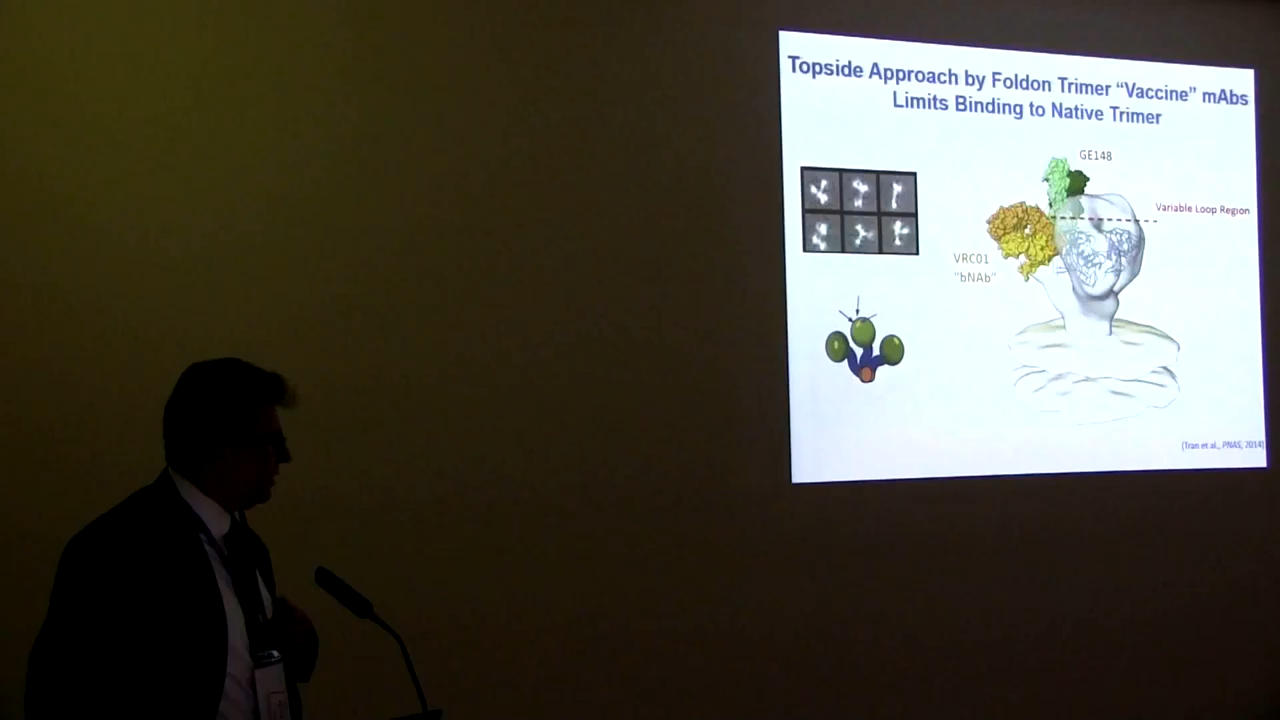 Topside Approach by Foldon Trimer “Vaccine” mAbs
Limits Binding to Native Trimer
GE148
Variable Loop Region
VRC01
“bNAb”
(Tran et al., PNAS, 2014)